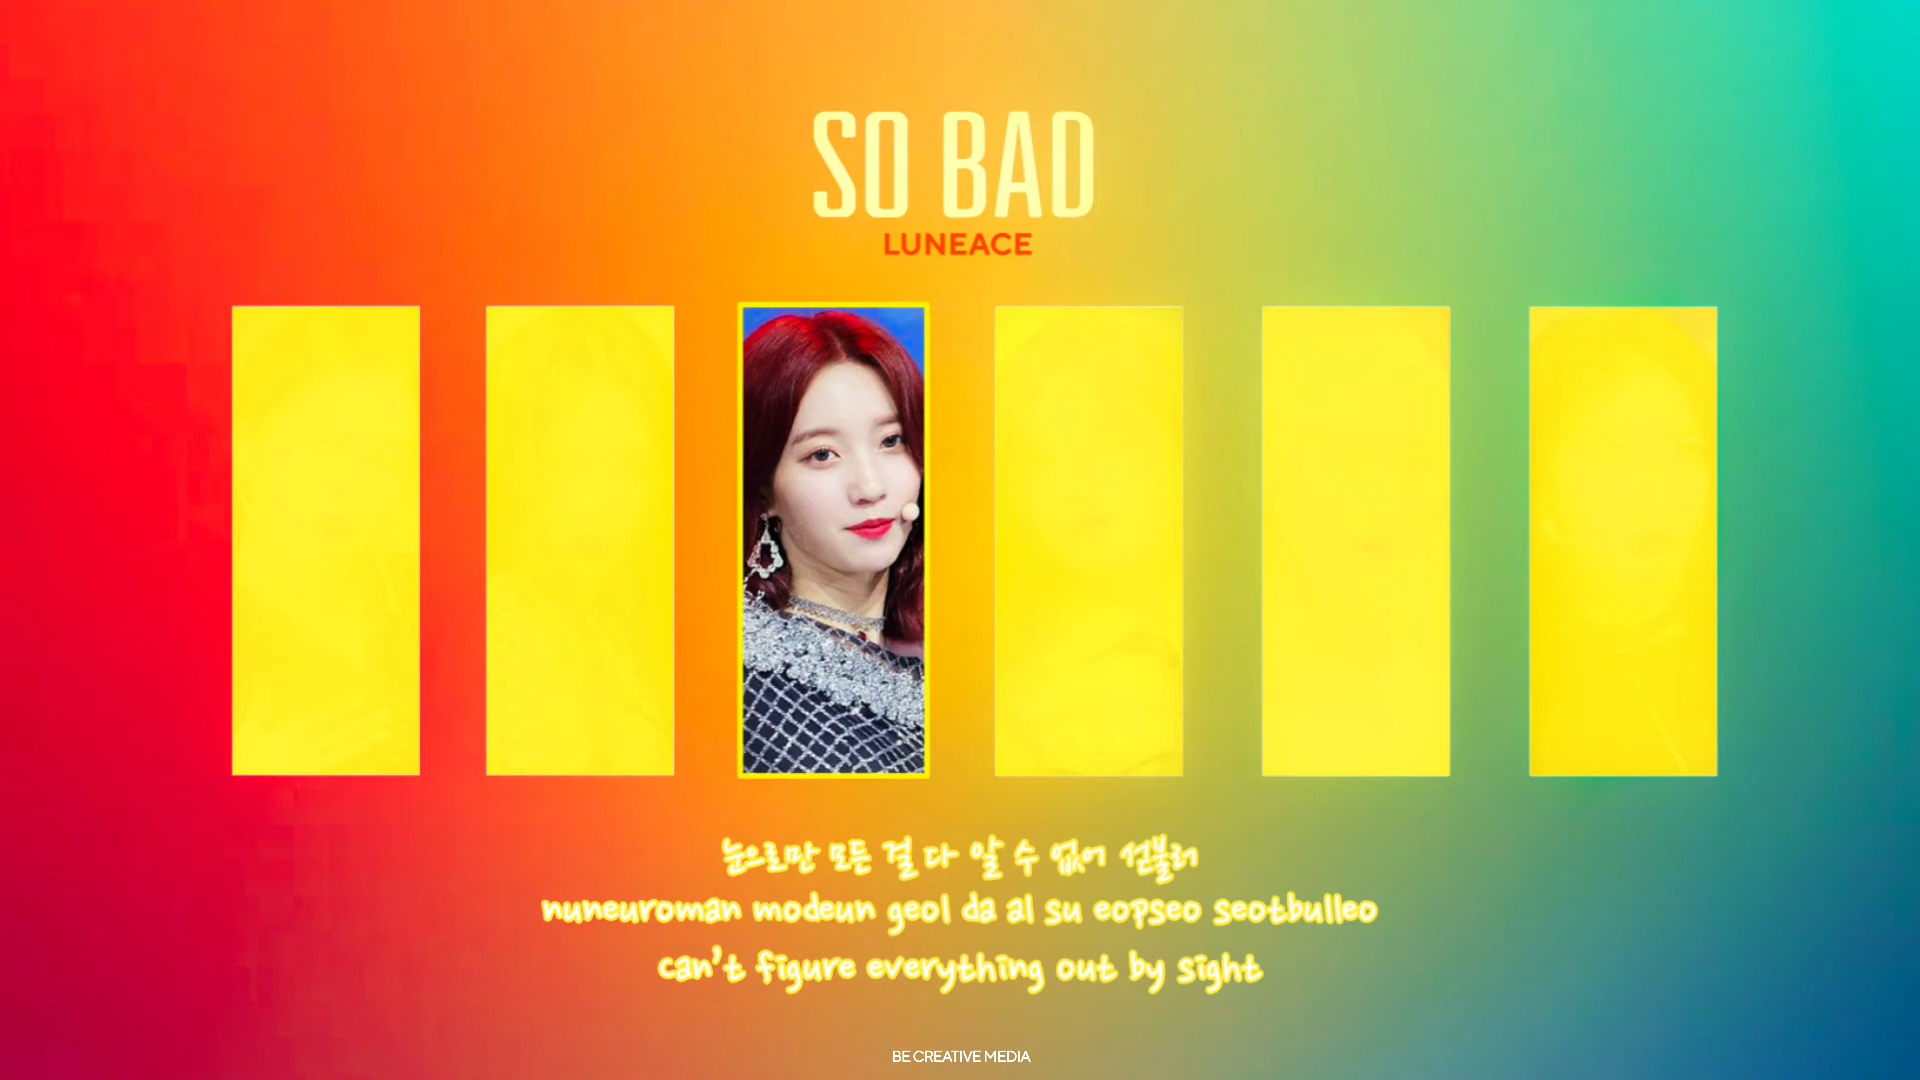 SO BAD
LUNEACE
눈으로만 모든 걸 다 알 수 없어 섣불러
nuneuroman modeun geol da al su eopseo seotbulleo
can't figure everything out by sight
BE CREATIVE MEDIA